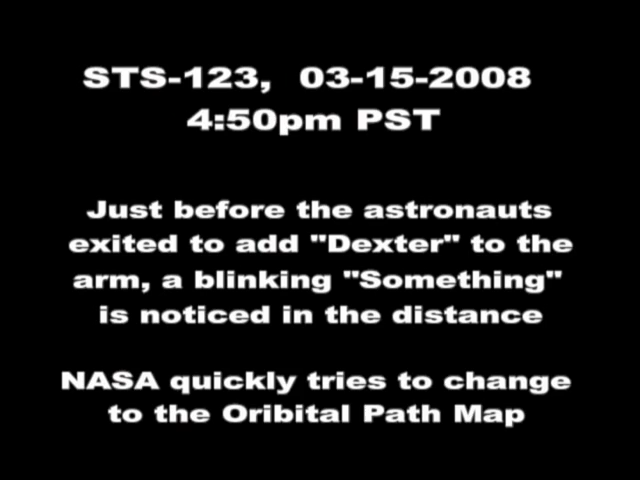 STS-123, 03-15-2008
4:50pm PST
Just before the astronauts
exited to add "Dexter" to the
arm, a blinking "Something"
is noticed in the distance
NASA quickly tries to change
to the Oribital Path Map